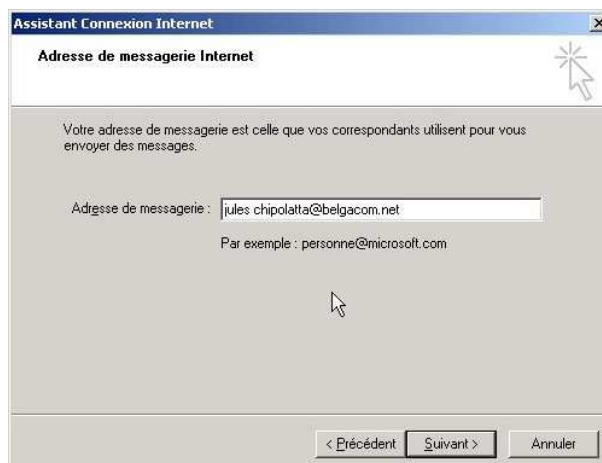 Assistant Connexion Internet
Adresse de messagerie Internet
Votre adresse de messagerie est celle que vos correspondants utilisent pour vous
envoyer des messages.
Adresse de messagerie : jules chipolatta@belgacom.net
Par exemple : personne@microsoft.com
< Précédent Suivant > Annuler